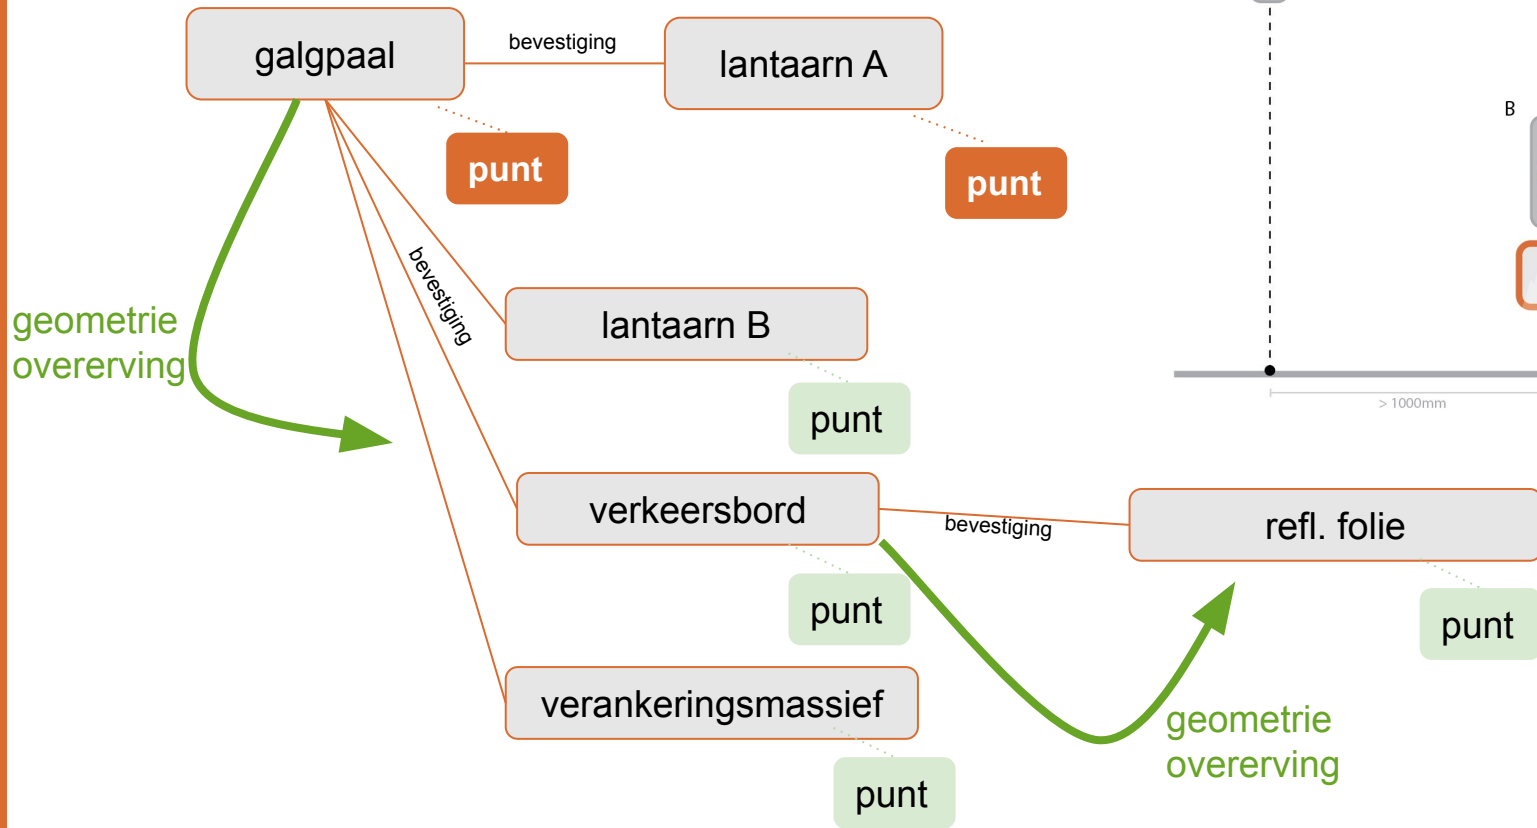 galgpaal
bevestiging
lantaarn A
punt
punt
B
bevestiging
geometrie
overerving
lantaarn B
punt
> 1000mm
verkeersbord
bevestiging
refl. folie
punt
punt
verankeringsmassief
geometrie
overerving
punt